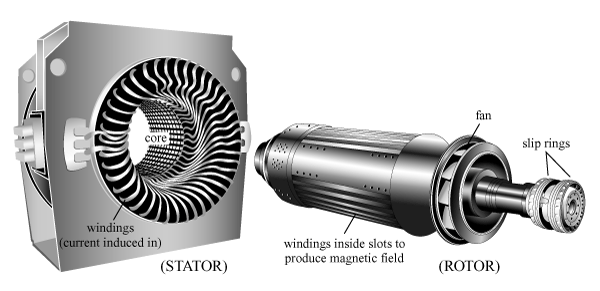 core
windings
(current induced in)
(STATOR)
fan
slip rings
windings inside slots to
produce magnetic field
(ROTOR)